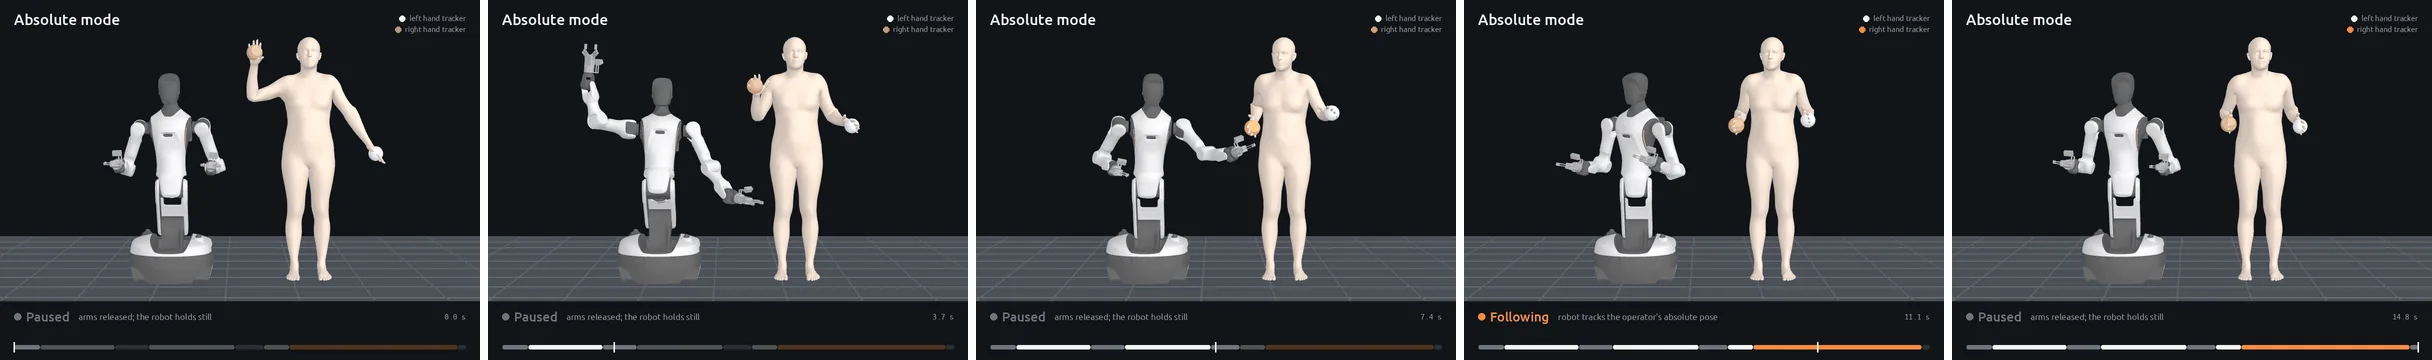 Absolute mode
left hand tracker
right hand tracker
Paused arms released; the robot holds still 0.0 s
Absolute mode
left hand tracker
right hand tracker
Paused arms released; the robot holds still 3.7 s
Absolute mode
left hand tracker
right hand tracker
Paused arms released; the robot holds still 7.4 s
Absolute mode
left hand tracker
right hand tracker
Following robot tracks the operator's absolute pose 11.1 s
Absolute mode
left hand tracker
right hand tracker
Paused arms released; the robot holds still 14.8 s